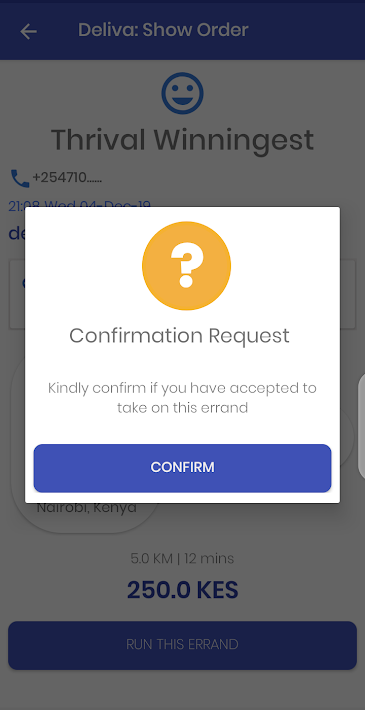 Deliva: Show Order
Thrival Winningest
+254710......
21:08 Wed 04-Dec-19
de
?
Confirmation Request
Kindly confirm if you have accepted to
take on this errand
CONFIRM
Nairobi, Kenya
5.0 KM | 12 mins
250.0 KES
RUN THIS ERRAND